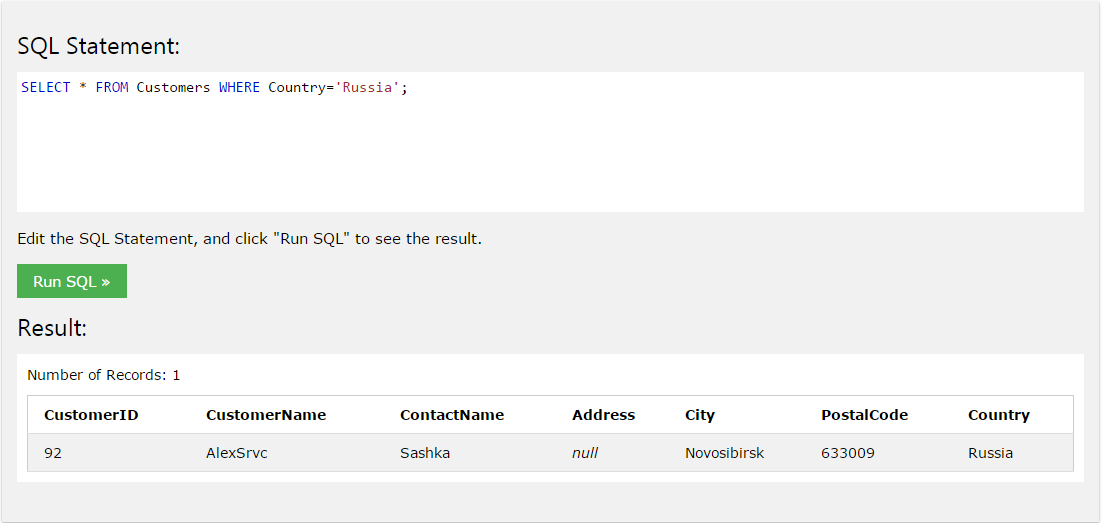 SQL Statement:
SELECT * FROM Customers WHERE Country='Russia';
Edit the SQL Statement, and click "Run SQL" to see the result.
Run SQL »
Result:
Number of Records: 1
CustomerID CustomerName ContactName Address City PostalCode Country
92 AlexSrvc Sashka null Novosibirsk 633009 Russia